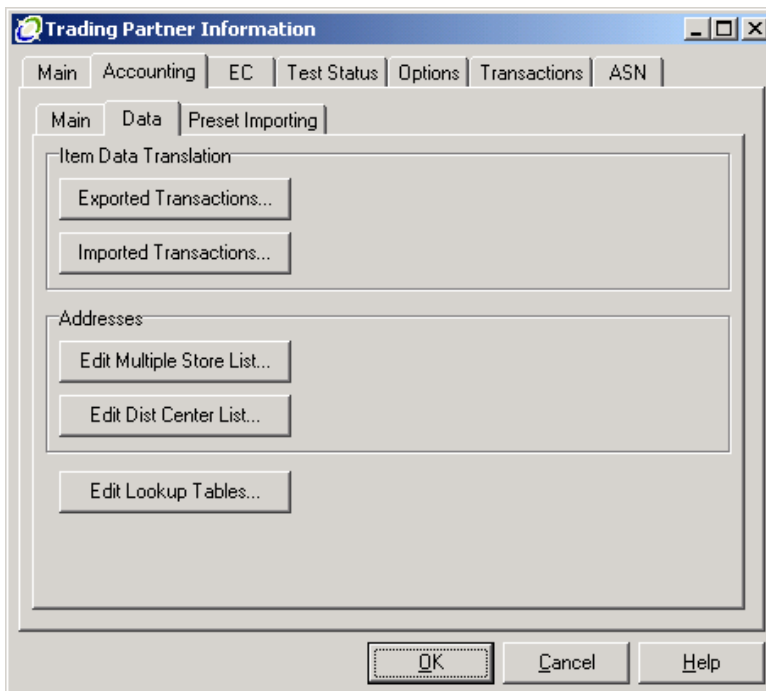 Trading Partner Information
Main Accounting EC Test Status Options Transactions ASN
Main Data Preset Importing
Item Data Translation
Exported Transactions...
Imported Transactions...
Addresses
Edit Multiple Store List...
Edit Dist Center List...
Edit Lookup Tables...
OK Cancel Help